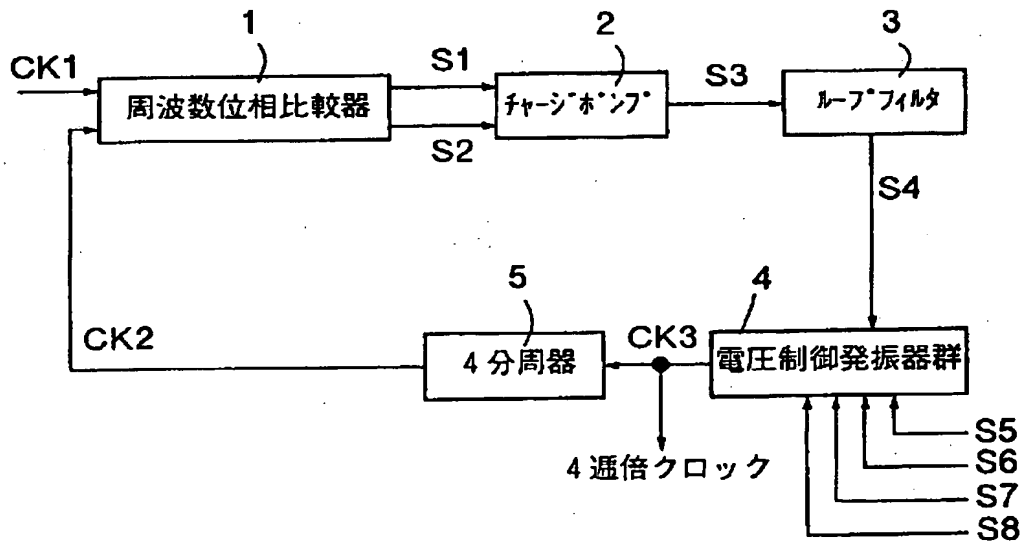 1
2
3
CK1
S1
S2
S3
周波数位相比較器
チャージポンプ
ループフィルタ
S4
5
4
CK2
CK3
4分周器
電圧制御発振器群
4逓倍クロック
S5
S6
S7
S8